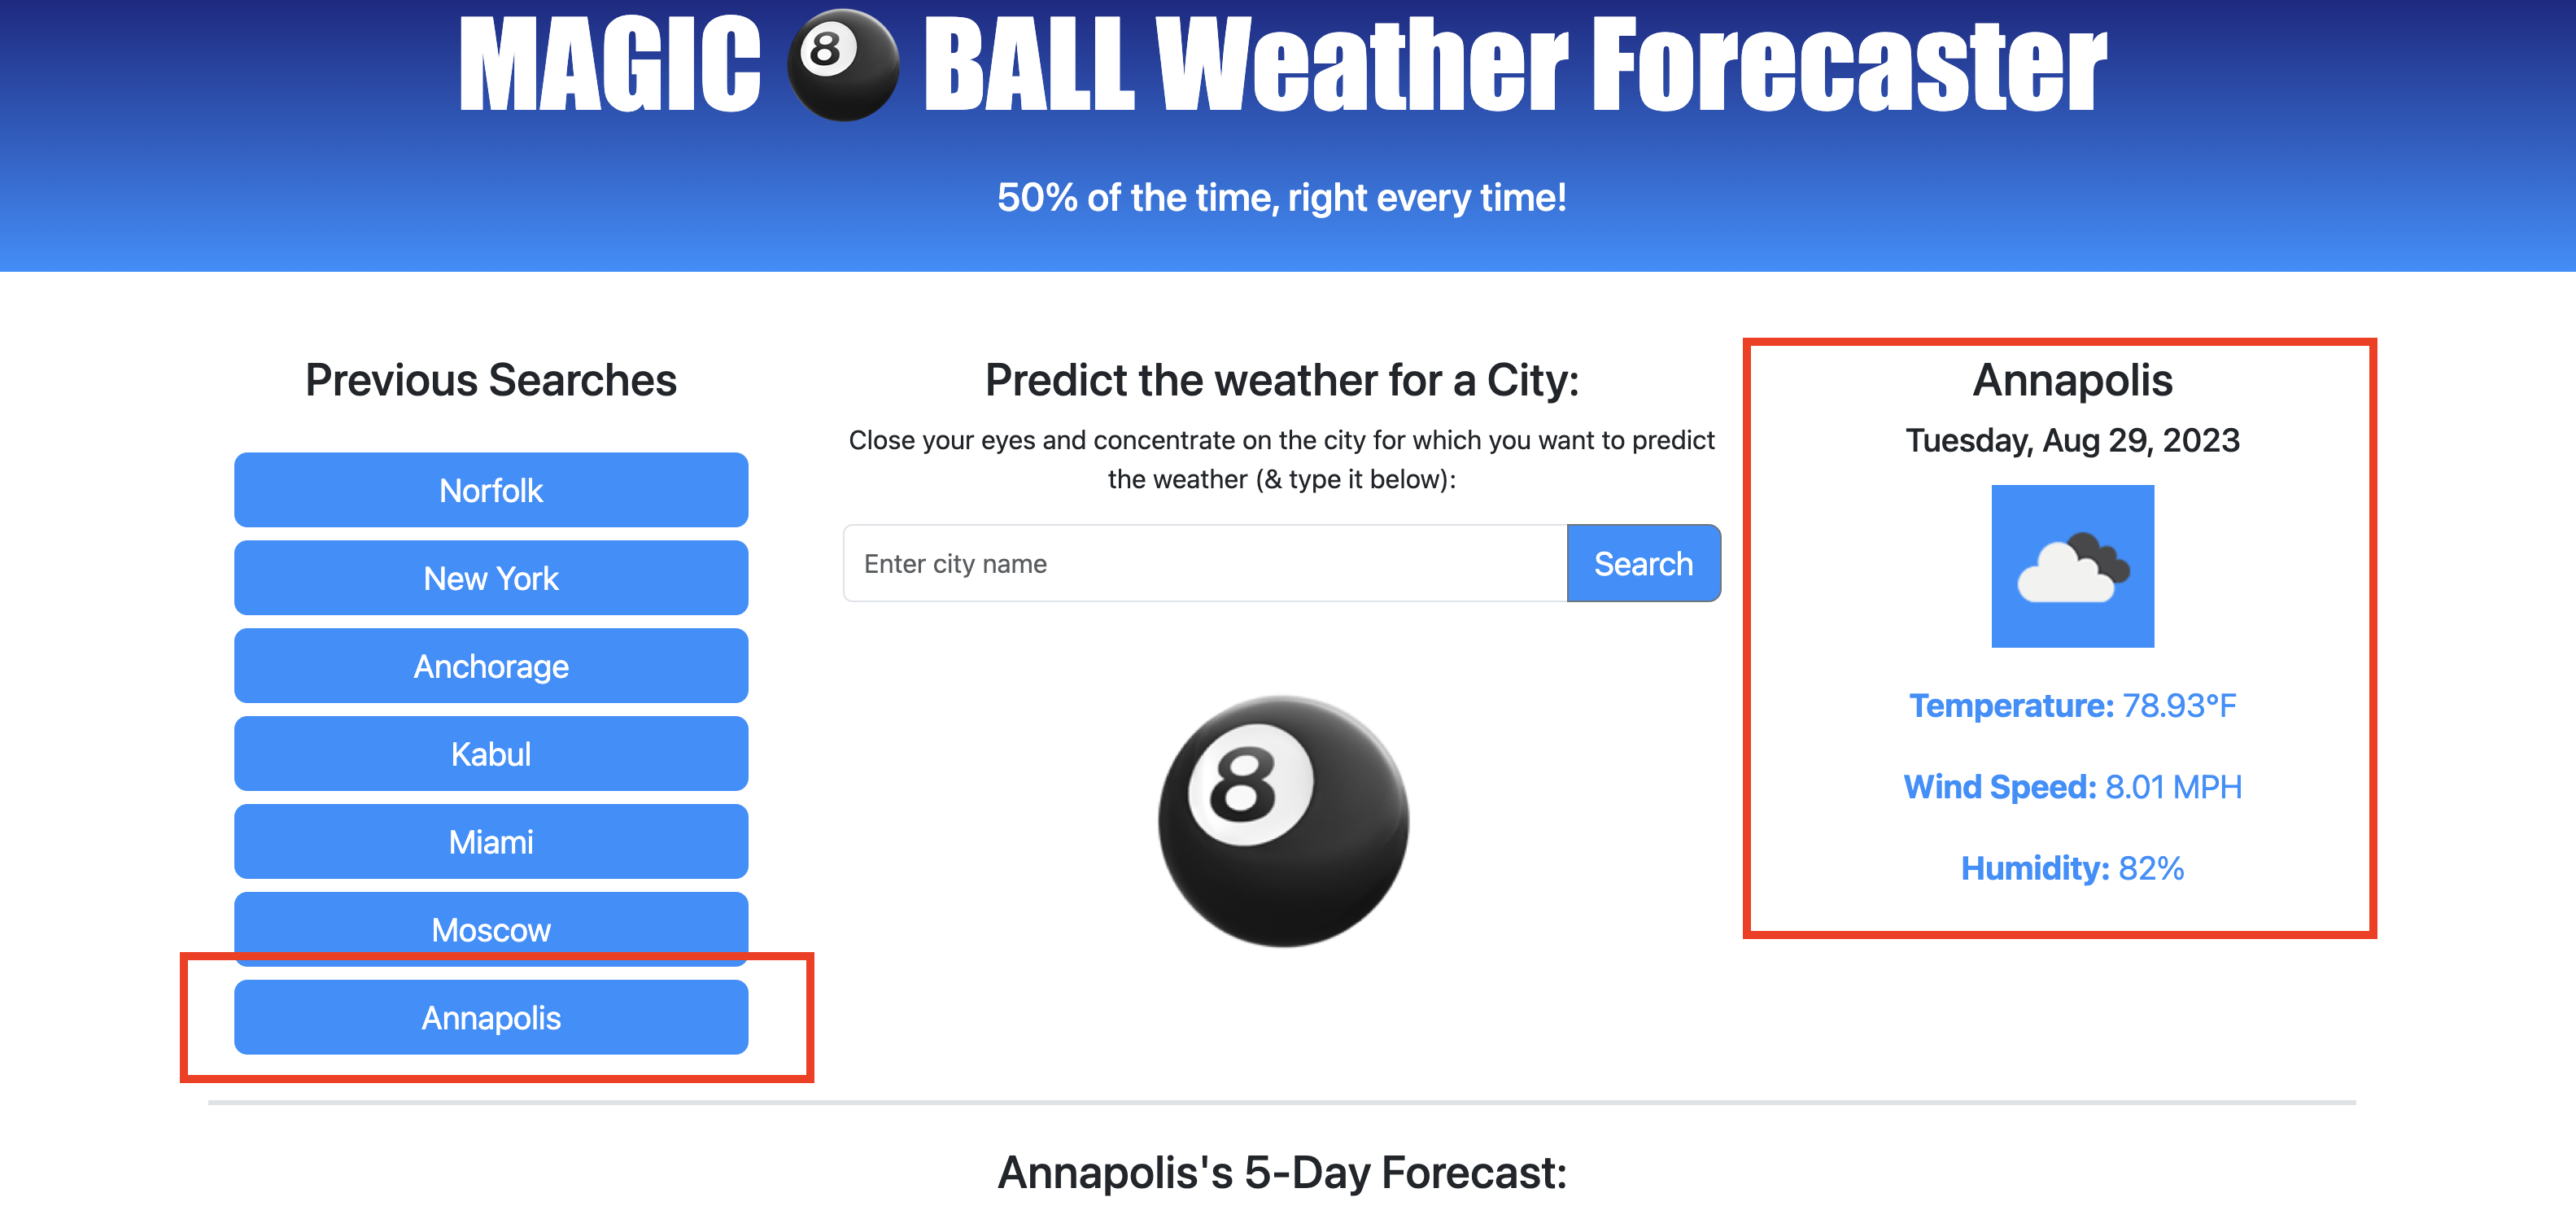 MAGIC 8 BALL Weather Forecaster
50% of the time, right every time!
Previous Searches
Norfolk
New York
Anchorage
Kabul
Miami
Moscow
Annapolis
Predict the weather for a City:
Close your eyes and concentrate on the city for which you want to predict
the weather (& type it below):
Enter city name
Search
8
Annapolis
Tuesday, Aug 29, 2023
Temperature: 78.93°F
Wind Speed: 8.01 MPH
Humidity: 82%
Annapolis's 5-Day Forecast: